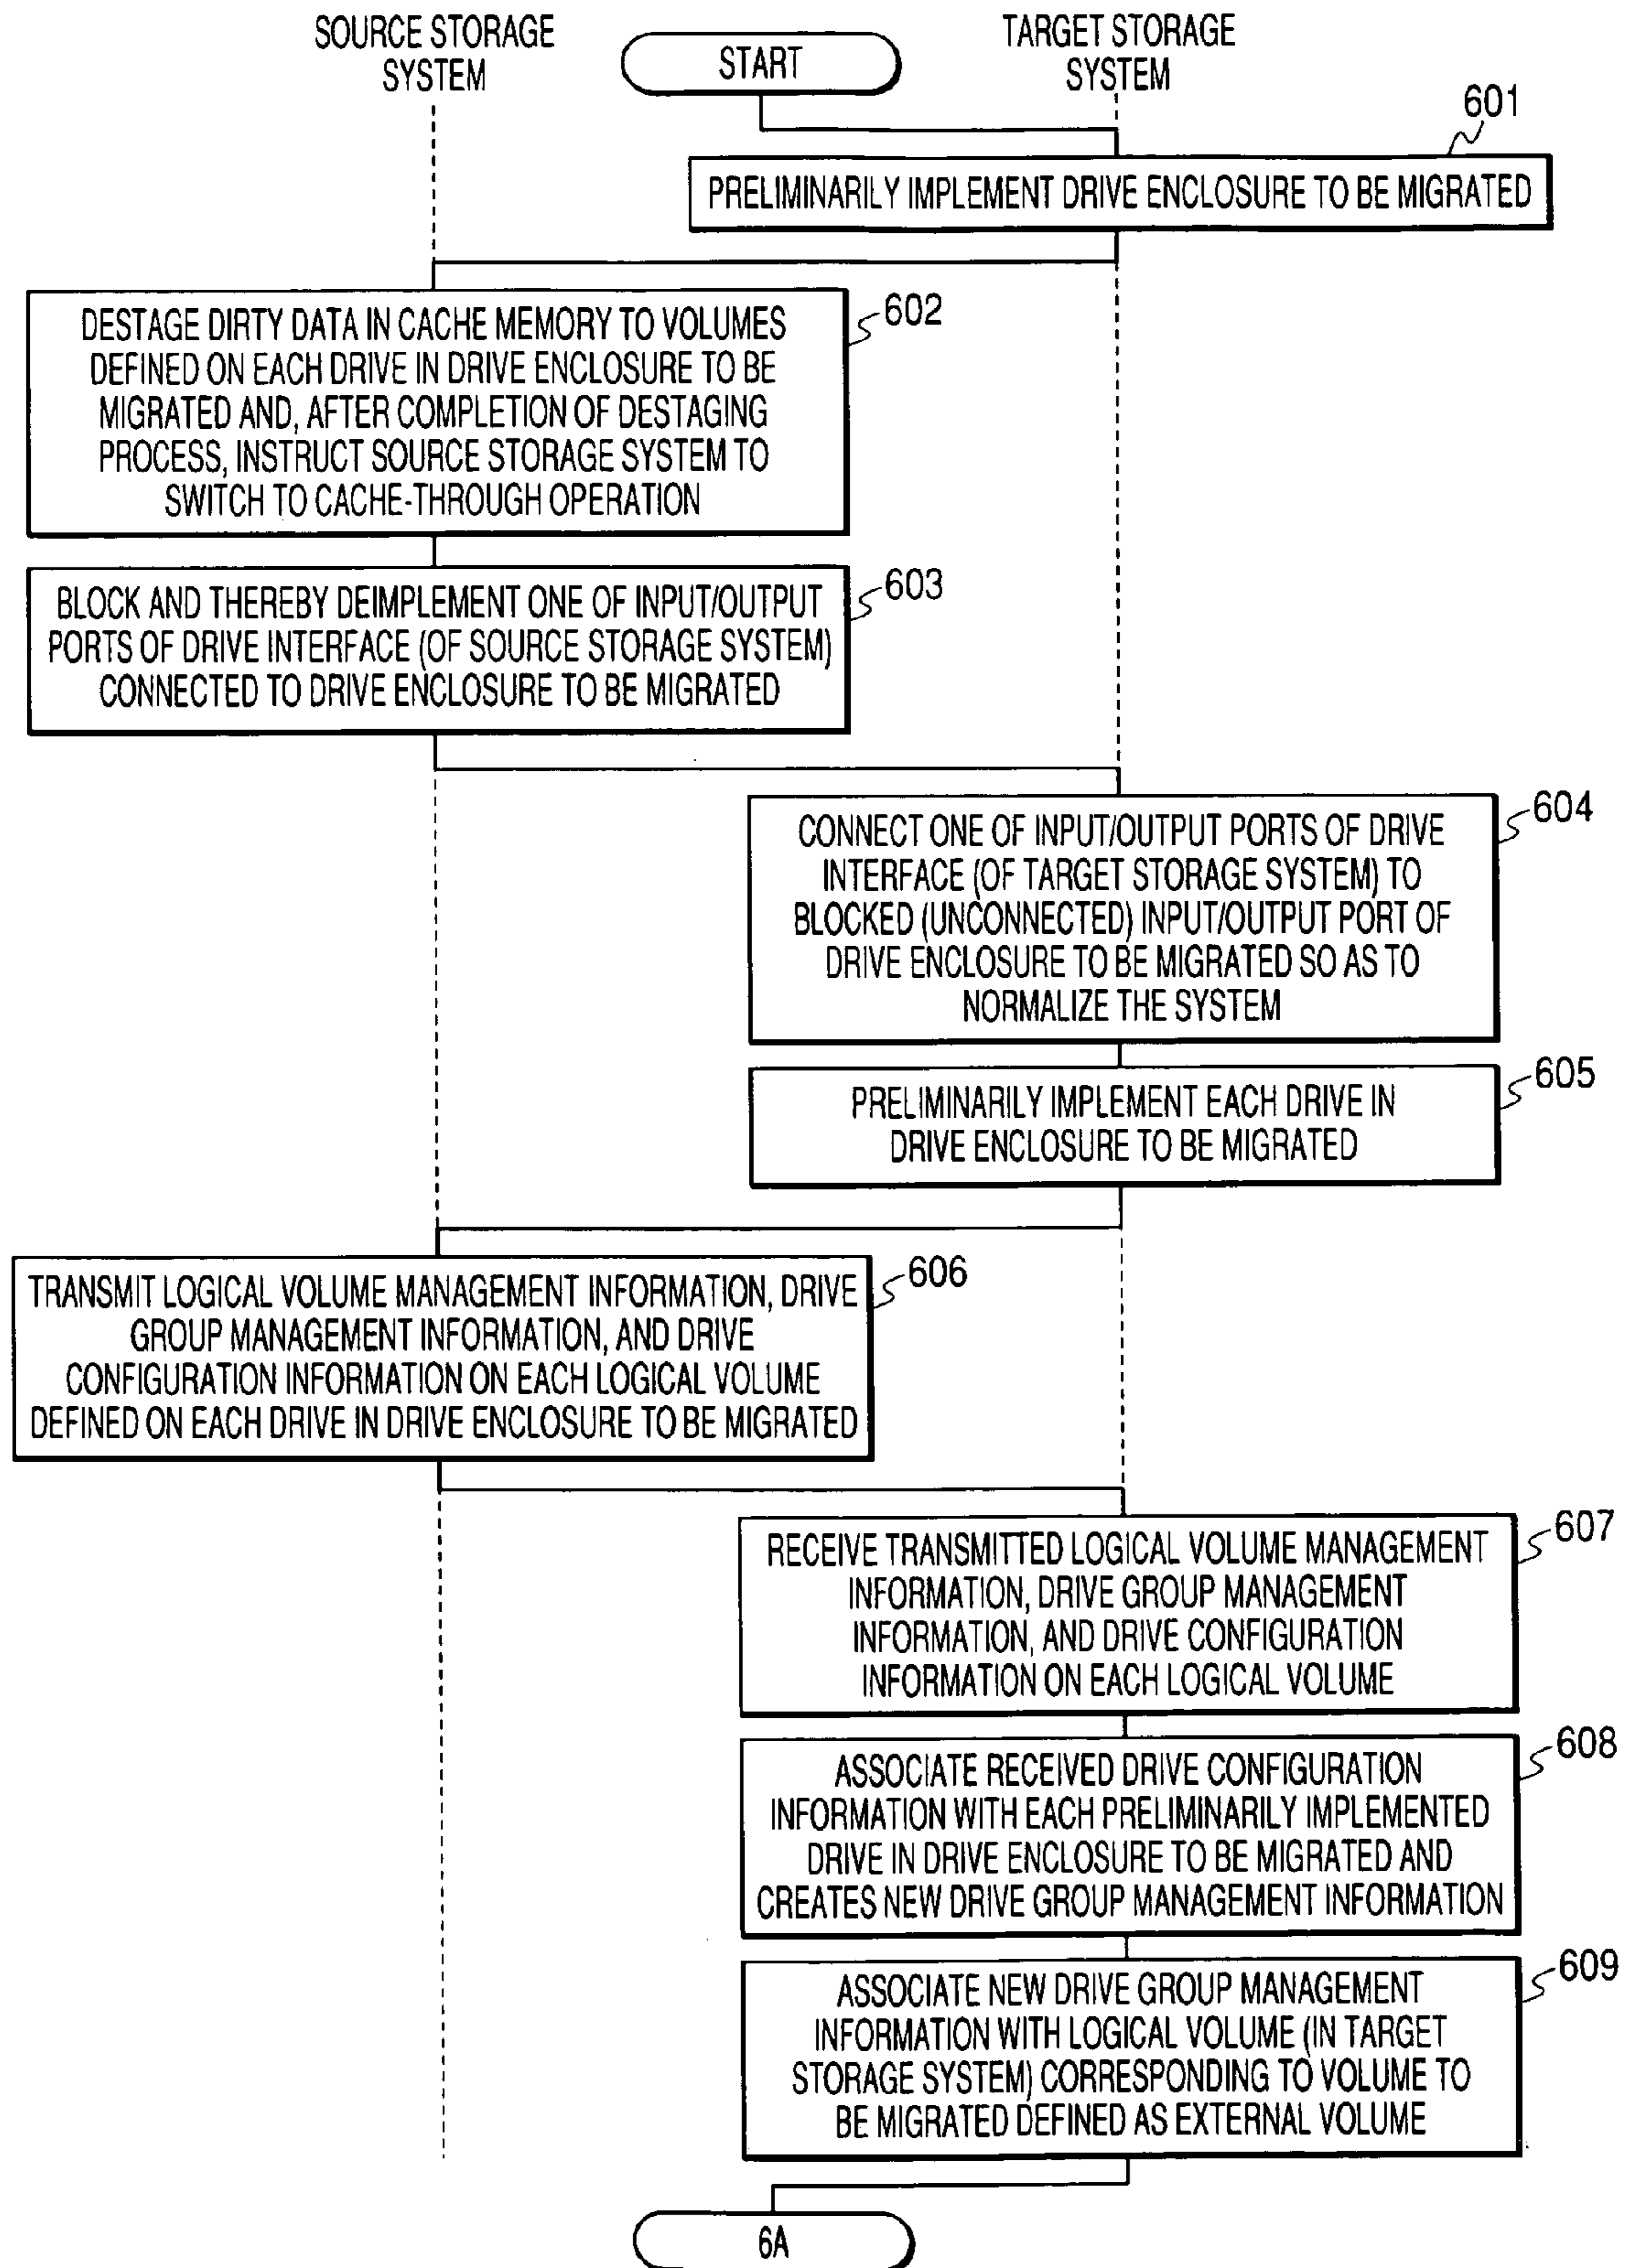 SOURCE STORAGE
SYSTEM
START
TARGET STORAGE
SYSTEM
601
PRELIMINARILY IMPLEMENT DRIVE ENCLOSURE TO BE MIGRATED
602
DESTAGE DIRTY DATA IN CACHE MEMORY TO VOLUMES
DEFINED ON EACH DRIVE IN DRIVE ENCLOSURE TO BE
MIGRATED AND, AFTER COMPLETION OF DESTAGING
PROCESS, INSTRUCT SOURCE STORAGE SYSTEM TO
SWITCH TO CACHE-THROUGH OPERATION
603
BLOCK AND THEREBY DEIMPLEMENT ONE OF INPUT/OUTPUT
PORTS OF DRIVE INTERFACE (OF SOURCE STORAGE SYSTEM)
CONNECTED TO DRIVE ENCLOSURE TO BE MIGRATED
604
CONNECT ONE OF INPUT/OUTPUT PORTS OF DRIVE
INTERFACE (OF TARGET STORAGE SYSTEM) TO
BLOCKED (UNCONNECTED) INPUT/OUTPUT PORT OF
DRIVE ENCLOSURE TO BE MIGRATED SO AS TO
NORMALIZE THE SYSTEM
605
PRELIMINARILY IMPLEMENT EACH DRIVE IN
DRIVE ENCLOSURE TO BE MIGRATED
606
TRANSMIT LOGICAL VOLUME MANAGEMENT INFORMATION, DRIVE
GROUP MANAGEMENT INFORMATION, AND DRIVE
CONFIGURATION INFORMATION ON EACH LOGICAL VOLUME
DEFINED ON EACH DRIVE IN DRIVE ENCLOSURE TO BE MIGRATED
607
RECEIVE TRANSMITTED LOGICAL VOLUME MANAGEMENT
INFORMATION, DRIVE GROUP MANAGEMENT
INFORMATION, AND DRIVE CONFIGURATION
INFORMATION ON EACH LOGICAL VOLUME
608
ASSOCIATE RECEIVED DRIVE CONFIGURATION
INFORMATION WITH EACH PRELIMINARILY IMPLEMENTED
DRIVE IN DRIVE ENCLOSURE TO BE MIGRATED AND
CREATES NEW DRIVE GROUP MANAGEMENT INFORMATION
609
ASSOCIATE NEW DRIVE GROUP MANAGEMENT
INFORMATION WITH LOGICAL VOLUME (IN TARGET
STORAGE SYSTEM) CORRESPONDING TO VOLUME TO
BE MIGRATED DEFINED AS EXTERNAL VOLUME
6A